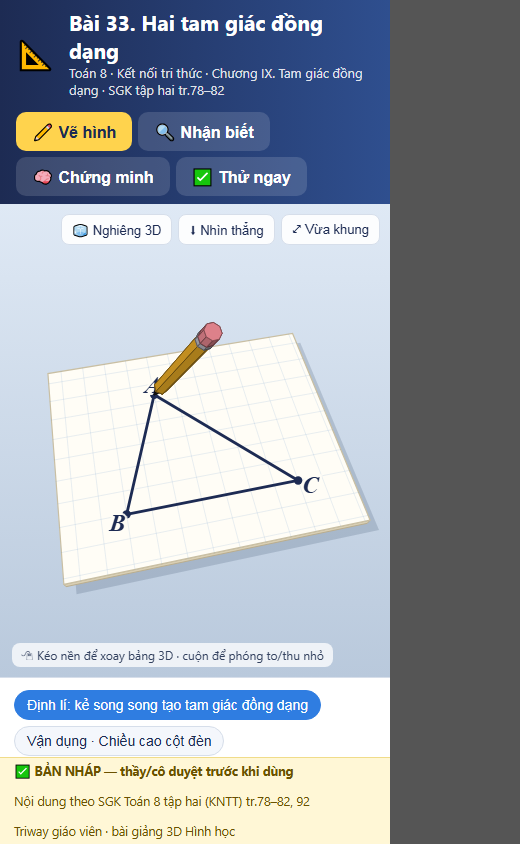 Bài 33. Hai tam giác đồng
dạng
Toán 8 · Kết nối tri thức · Chương IX. Tam giác đồng
dạng · SGK tập hai tr.78–82
Vẽ hình
Nhận biết
Chứng minh
Thử ngay
Nghiêng 3D
Nhìn thẳng
Vừa khung
A
B
C
Kéo nền để xoay bảng 3D · cuộn để phóng to/thu nhỏ
Định lí: kẻ song song tạo tam giác đồng dạng
Vận dụng · Chiều cao cột đèn
BẢN NHÁP — thầy/cô duyệt trước khi dùng
Nội dung theo SGK Toán 8 tập hai (KNTT) tr.78–82, 92
Triway giáo viên · bài giảng 3D Hình học